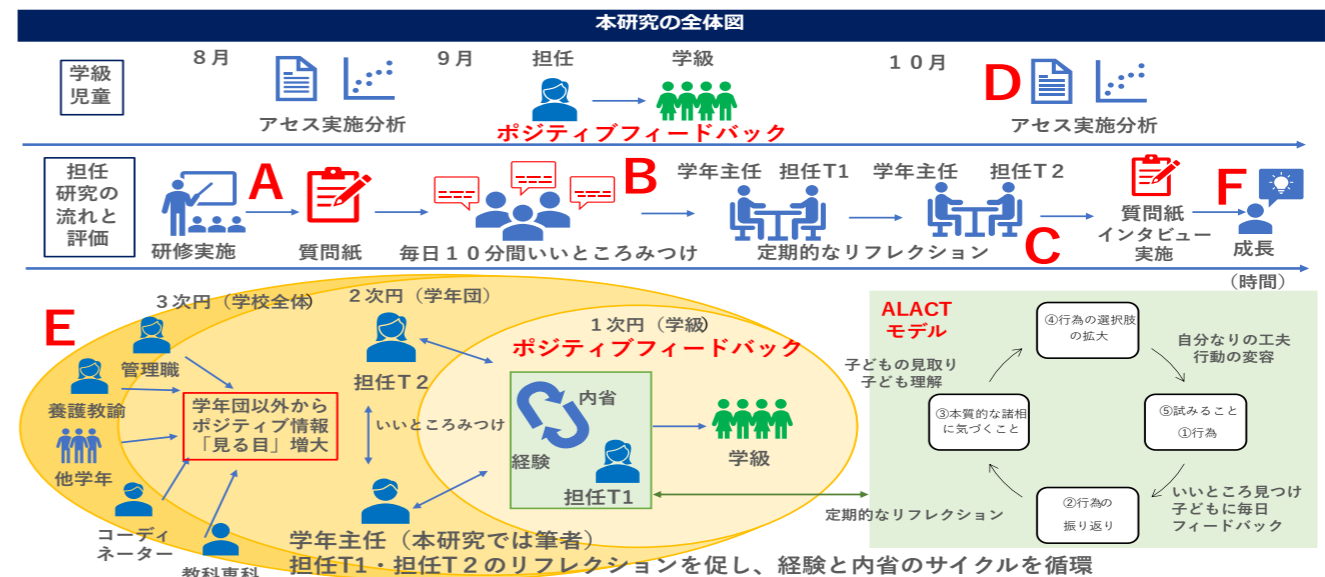 本研究の全体図
学級
児童
８月
アセス実施分析
９月
担任
学級
ポジティブフィードバック
１０月
D
アセス実施分析
担任
研究の
流れと
評価
研修実施
A
質問紙
毎日１０分間いいところみつけ
B
学年主任 担任T1
学年主任 担任T２
定期的なリフレクション
C
質問紙
インタビュー
実施
F
成長
（時間）
E
３次円（学校全体）
管理職
養護教諭
他学年
コーディ
ネーター
教科専科
学年団以外から
ポジティブ情報
「見る目」増大
２次円（学年団）
担任T２
いいところみつけ
学年主任（本研究では筆者）
担任T1・担任T２のリフレクションを促し、経験と内省のサイクルを循環
１次円（学級）
ポジティブフィードバック
内省
経験
担任T1
学級
ALACT
モデル
④行為の選択肢
の拡大
自分なりの工夫
行動の変容
子どもの見取り
子ども理解
③本質的な諸相
に気づくこと
⑤試みること
①行為
②行為の
振り返り
いいところ見つけ
子どもに毎日
フィードバック
定期的なリフレクション